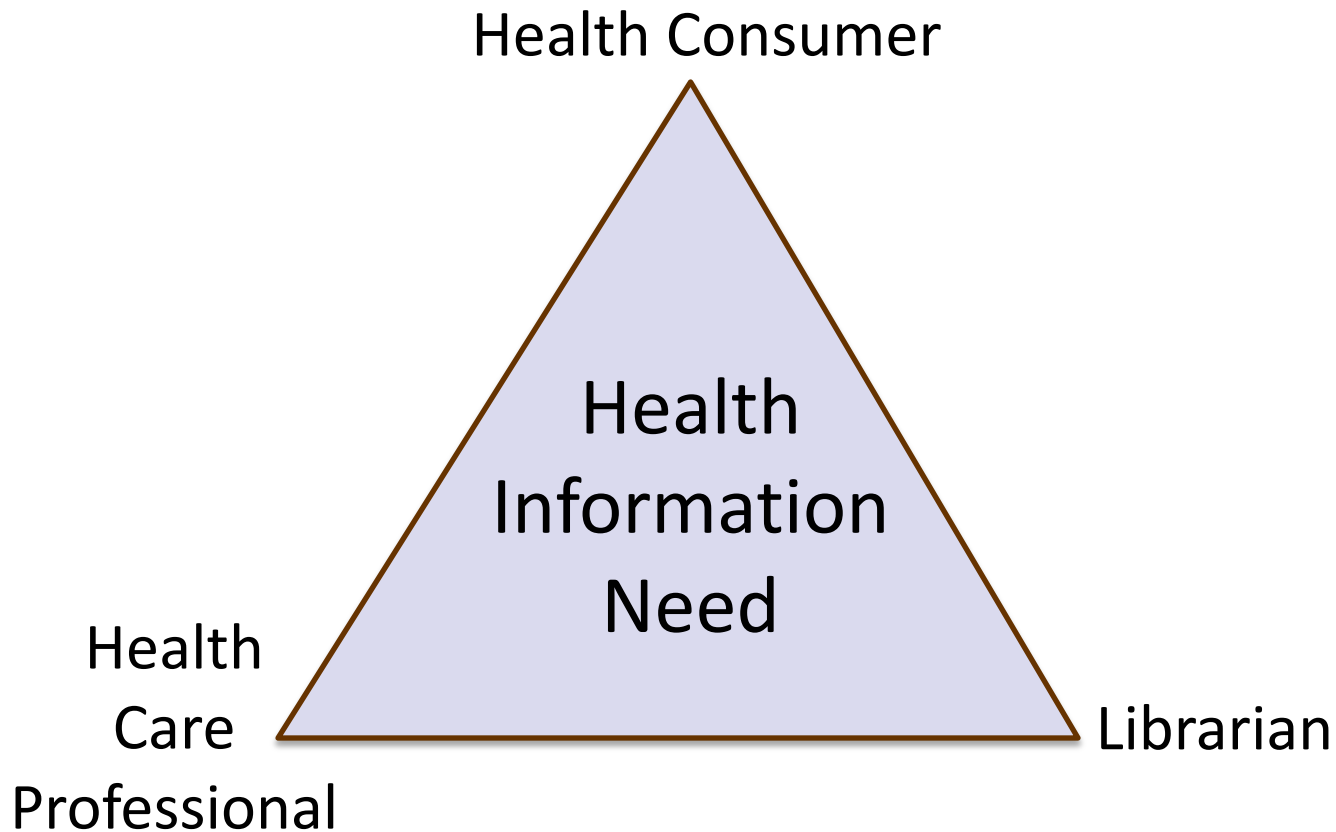 Health Consumer
Health
Information
Need
Health
Care
Professional
Librarian